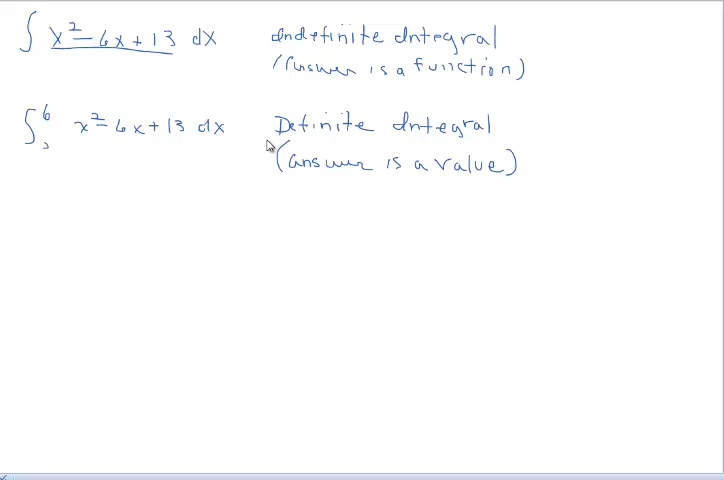 ∫ x² - 6x + 13 dx Indefinite Integral
(Answer is a function)
∫⁶ x² - 6x + 13 dx Definite Integral
(answer is a value)